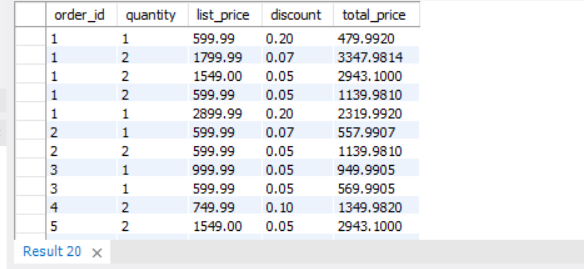 order_id quantity list_price discount total_price
1 1 599.99 0.20 479.9920
1 2 1799.99 0.07 3347.9814
1 2 1549.00 0.05 2943.1000
1 2 599.99 0.05 1139.9810
1 1 2899.99 0.20 2319.9920
2 1 599.99 0.07 557.9907
2 2 599.99 0.05 1139.9810
3 1 999.99 0.05 949.9905
3 1 599.99 0.05 569.9905
4 2 749.99 0.10 1349.9820
5 2 1549.00 0.05 2943.1000
Result 20 ×